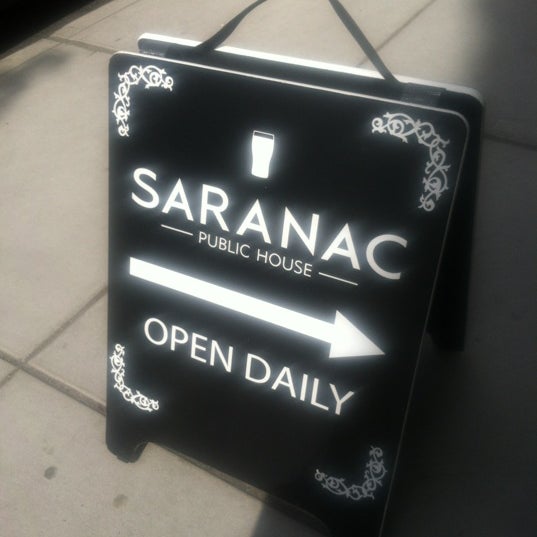 SARANAC
PUBLIC HOUSE
OPEN DAILY